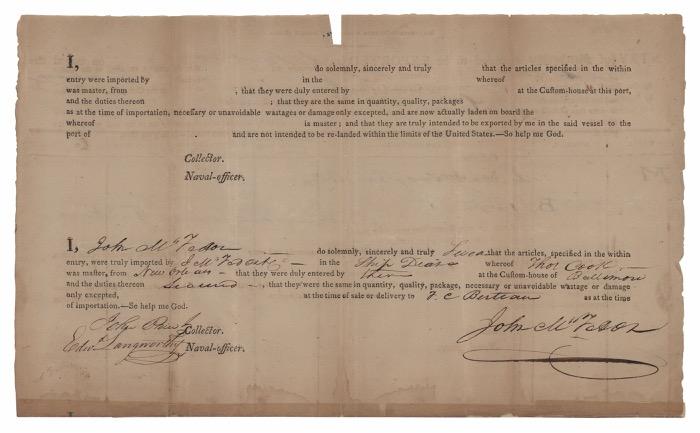 I, do solemnly, sincerely and truly that the articles specified in the within
entry were imported by in the whereof
was master, from , that they were duly entered by at the Custom-house at this port,
and the duties thereon ; that they are the same in quantity, quality, packages
as at the time of importation, necessary or unavoidable wastages or damage only excepted, and are now actually laden on board the
whereof is master; and that they are truly intended to be exported by me in the said vessel to the
port of and are not intended to be re-landed within the limits of the United States.—So help me God.
Collector.
Naval-officer.
I, John McFadon do solemnly, sincerely and truly Swear that the articles, specified in the within
entry, were truly imported by J McFadon in the Ship whereof Thos Cook
was master, from New Orleans – that they were duly entered by them at the Custom-house of Baltimore
and the duties thereon Secured –, that they were the same in quantity, quality, package, necessary or unavoidable wastage or damage
only excepted, at the time of sale or delivery to as at the time
of importation.—So help me God.
Collector.
Edwd Langworthy Naval-officer.
John McFadon